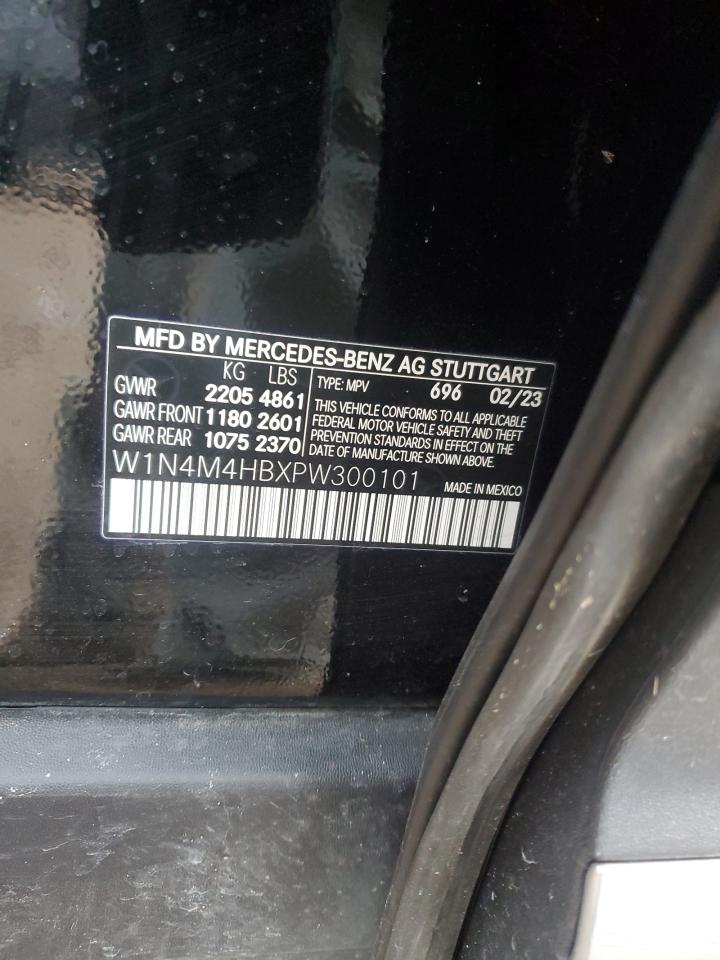 MFD BY MERCEDES-BENZ AG STUTTGART
KG LBS
GVWR 2205 4861
GAWR FRONT 1180 2601
GAWR REAR 1075 2370
TYPE: MPV 696 02/23
THIS VEHICLE CONFORMS TO ALL APPLICABLE
FEDERAL MOTOR VEHICLE SAFETY AND THEFT
PREVENTION STANDARDS IN EFFECT ON THE
DATE OF MANUFACTURE SHOWN ABOVE.
W1N4M4HBXPW300101
MADE IN MEXICO